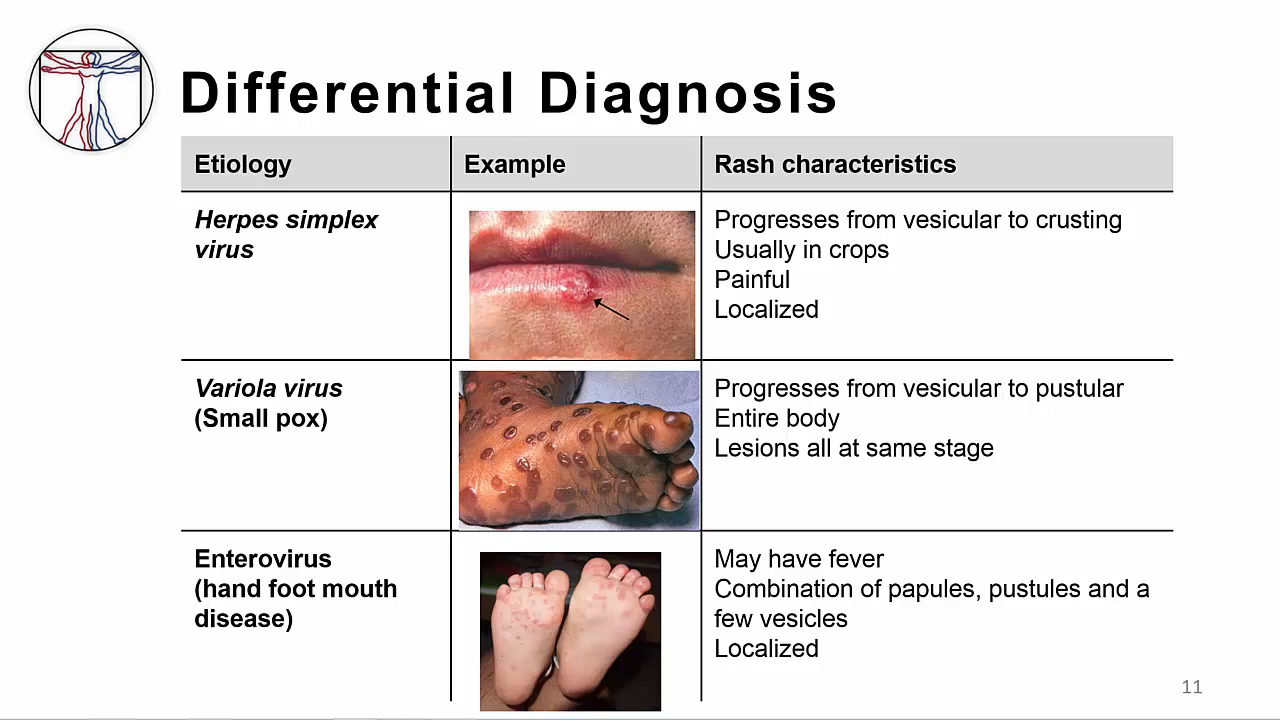 Differential Diagnosis
Etiology
Example
Rash characteristics
Herpes simplex
virus
Progresses from vesicular to crusting
Usually in crops
Painful
Localized
Variola virus
(Small pox)
Progresses from vesicular to pustular
Entire body
Lesions all at same stage
Enterovirus
(hand foot mouth
disease)
May have fever
Combination of papules, pustules and a
few vesicles
Localized
11